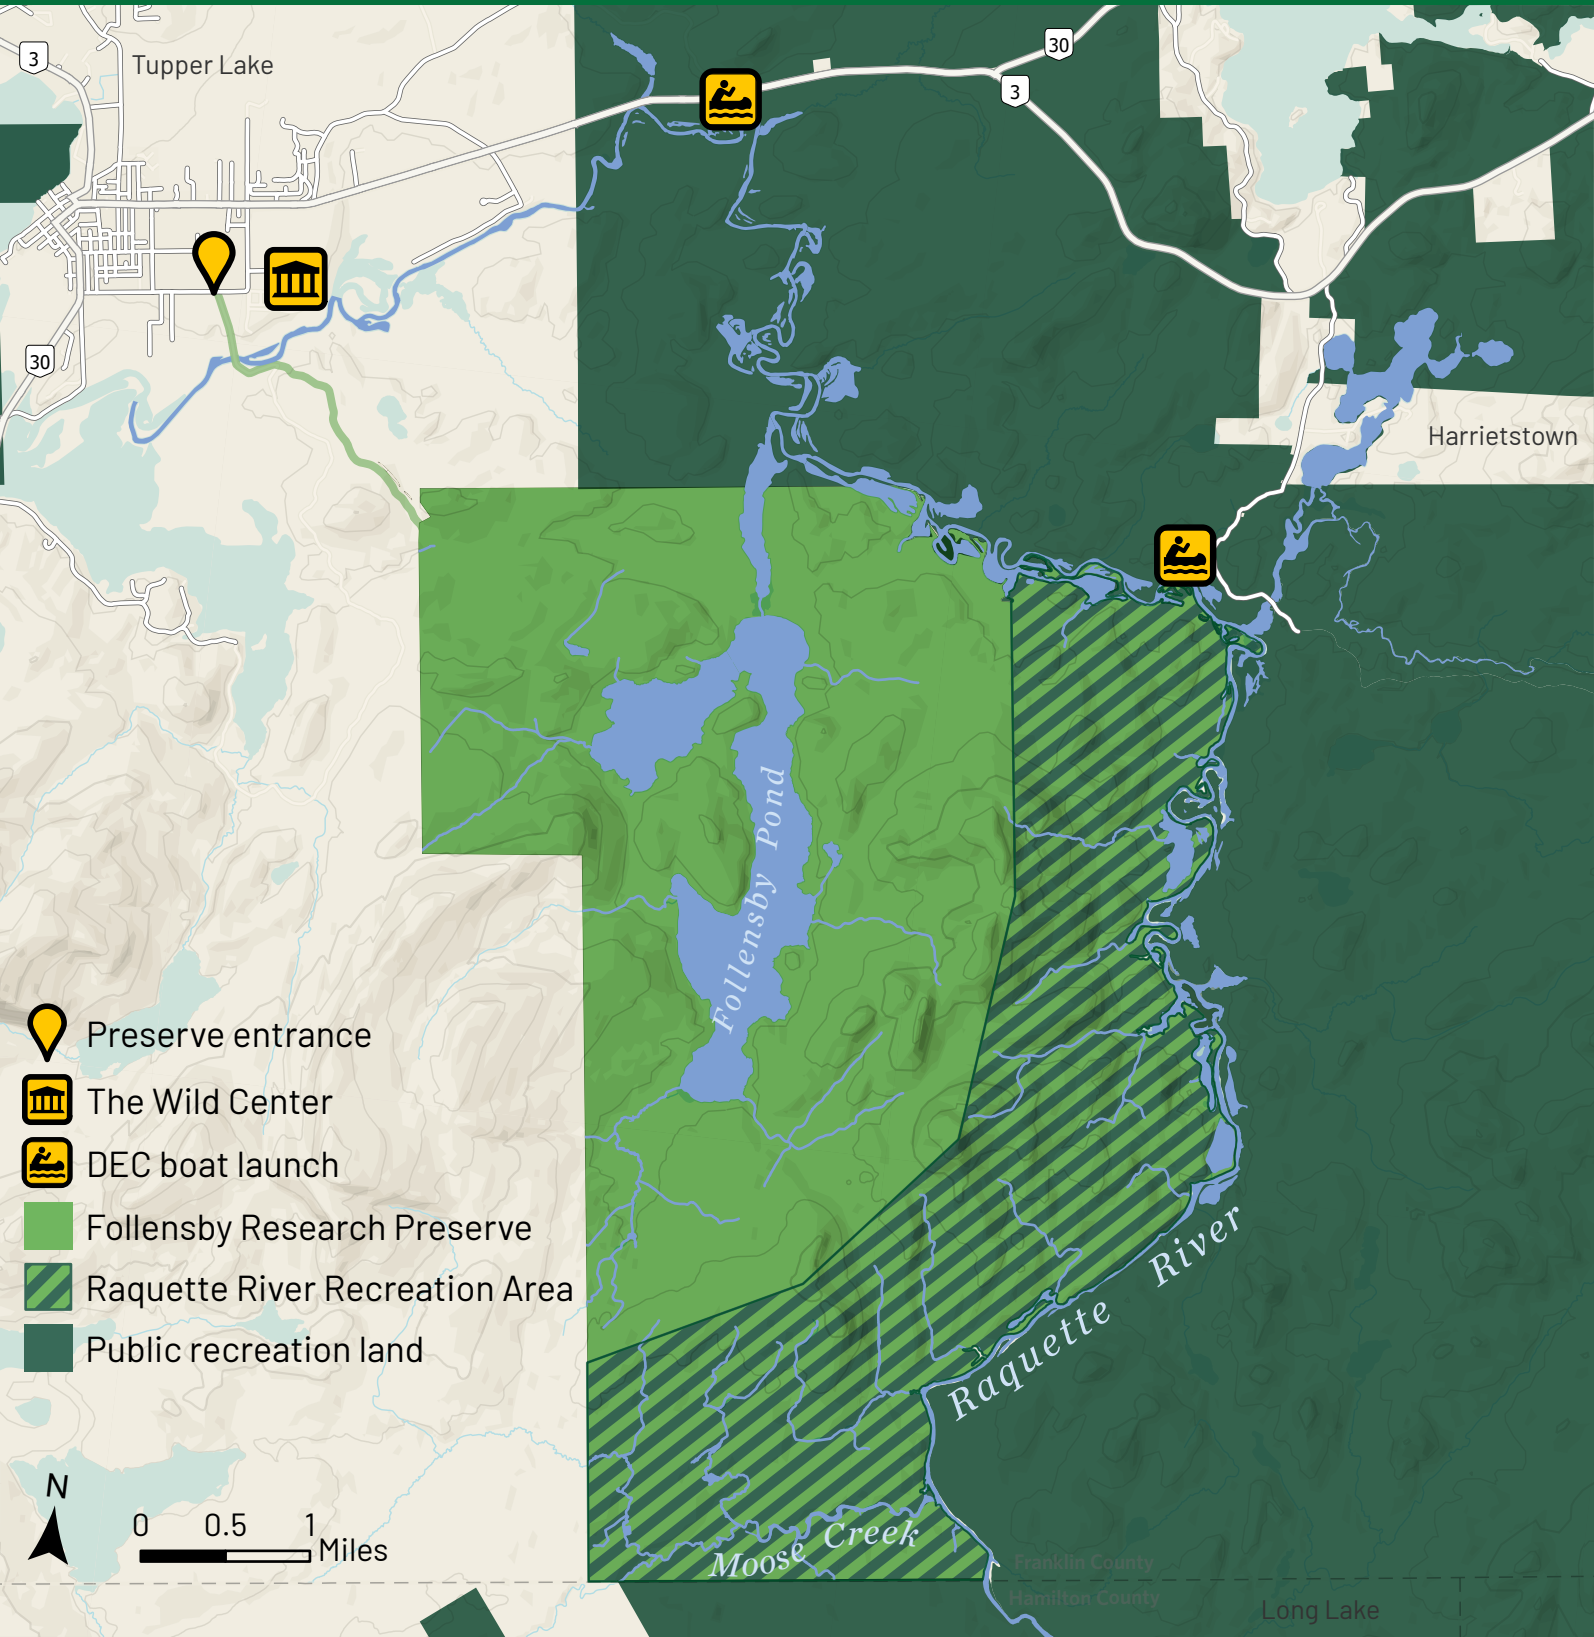 30
3
3
Tupper Lake
30
Harrietstown
Follensby Pond
Preserve entrance
The Wild Center
DEC boat launch
Follensby Research Preserve
Raquette River Recreation Area
Public recreation land
Raquette River
N
0 0.5 1
Miles
Moose Creek
Franklin County
Hamilton County
Long Lake